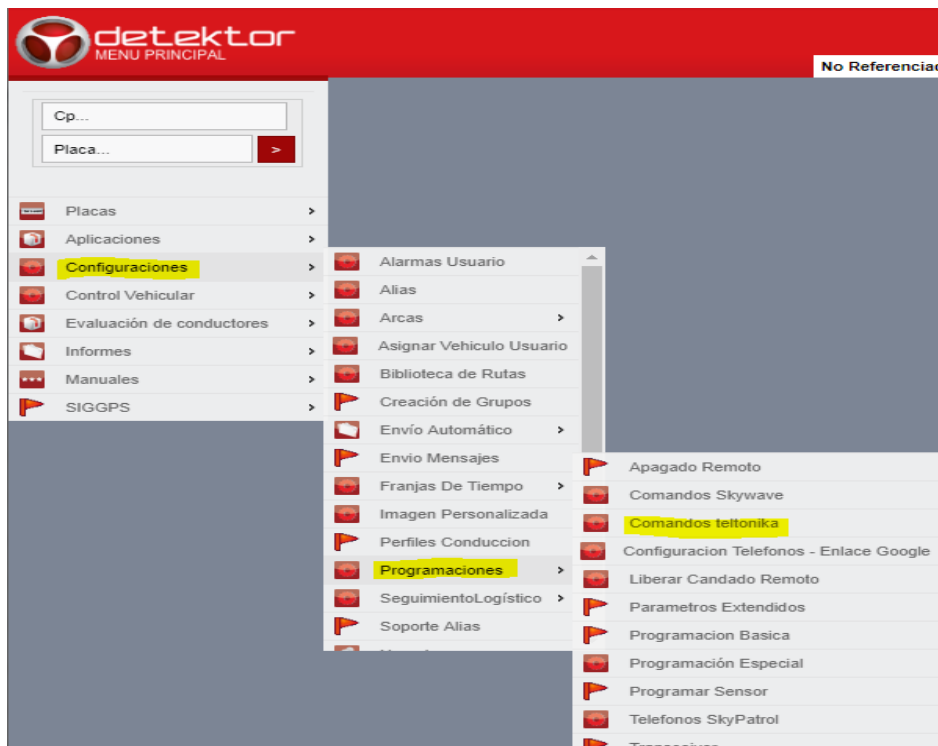 detektor
MENU PRINCIPAL
No Referenciad
Cp...
Placa...
>
Placas
Aplicaciones
Configuraciones
Control Vehicular
Evaluación de conductores
Informes
Manuales
SIGGPS
Alarmas Usuario
Alias
Arcas
Asignar Vehiculo Usuario
Biblioteca de Rutas
Creación de Grupos
Envío Automático
Envio Mensajes
Franjas De Tiempo
Imagen Personalizada
Perfiles Conduccion
Programaciones
SeguimientoLogístico
Soporte Alias
Apagado Remoto
Comandos Skywave
Comandos teltonika
Configuracion Telefonos - Enlace Google
Liberar Candado Remoto
Parametros Extendidos
Programacion Basica
Programación Especial
Programar Sensor
Telefonos SkyPatrol